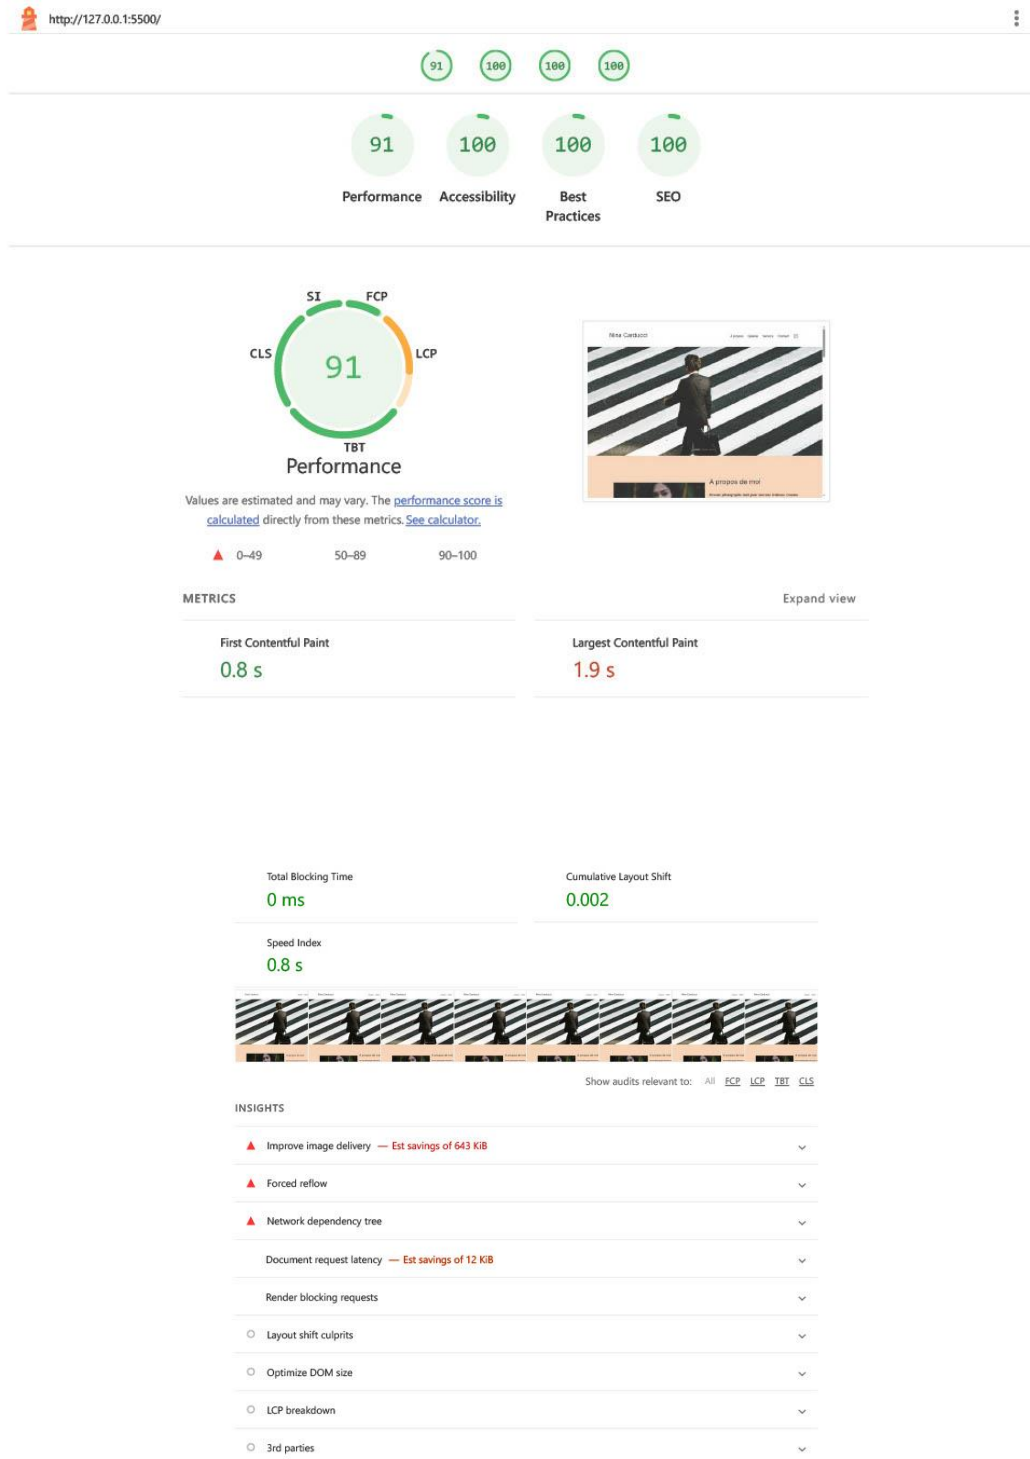 http://127.0.0.1:5500/
91 100 100 100
91 100 100 100
Performance Accessibility Best Practices SEO
SI FCP
CLS LCP
91
TBT
Performance
Values are estimated and may vary. The performance score is
calculated directly from these metrics. See calculator.
0–49 50–89 90–100
Nina Carducci
A propos de moi
METRICS Expand view
First Contentful Paint Largest Contentful Paint
0.8 s 1.9 s
Total Blocking Time Cumulative Layout Shift
0 ms 0.002
Speed Index
0.8 s
Show audits relevant to: All FCP LCP TBT CLS
INSIGHTS
Improve image delivery — Est savings of 643 KiB
Forced reflow
Network dependency tree
Document request latency — Est savings of 12 KiB
Render blocking requests
Layout shift culprits
Optimize DOM size
LCP breakdown
3rd parties